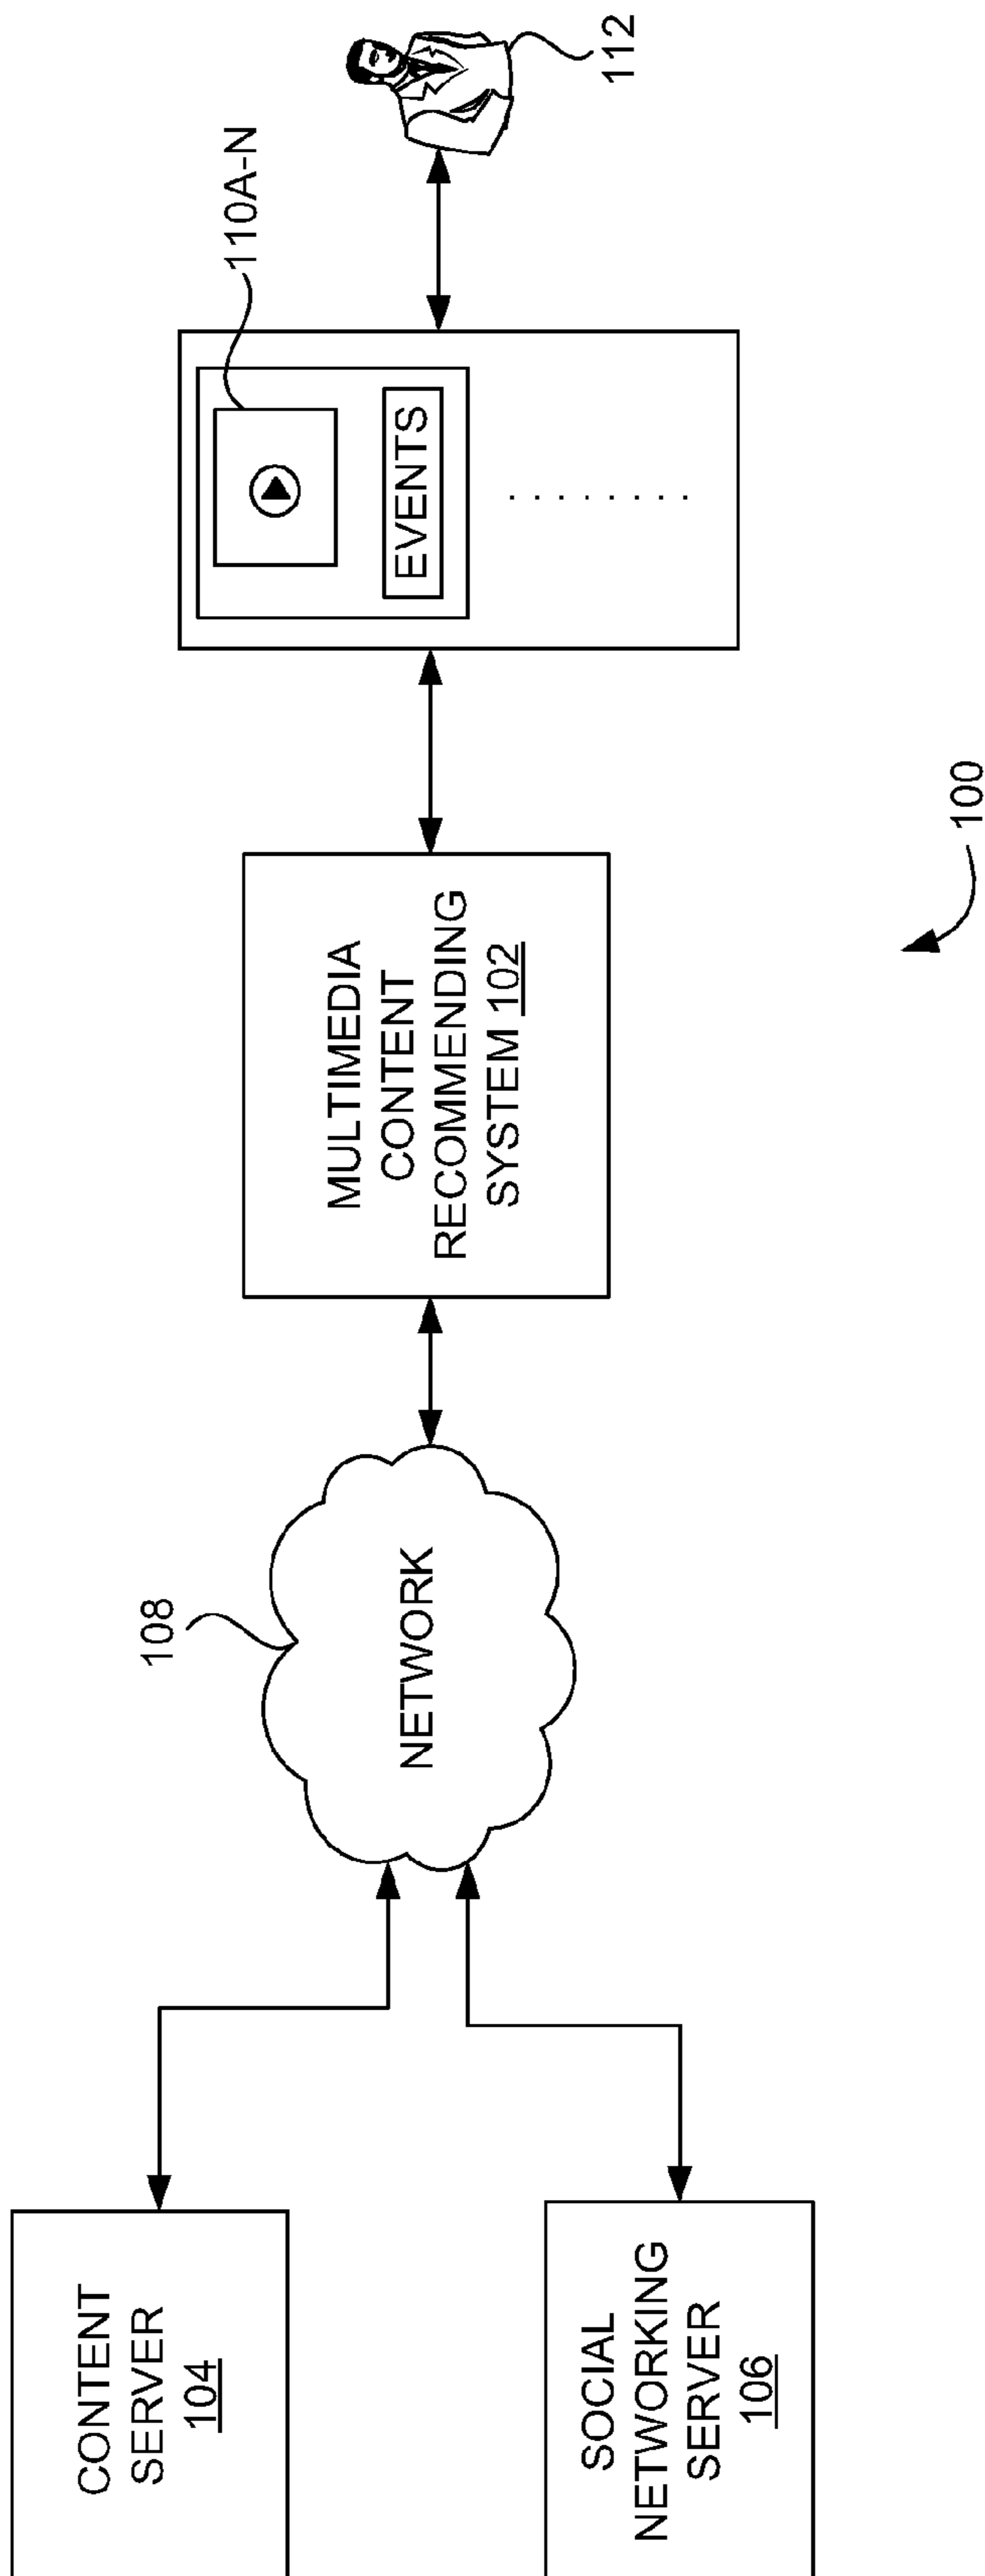 CONTENT
SERVER
104
SOCIAL
NETWORKING
SERVER
106
108
NETWORK
MULTIMEDIA
CONTENT
RECOMMENDING
SYSTEM 102
110A-N
EVENTS
112
100